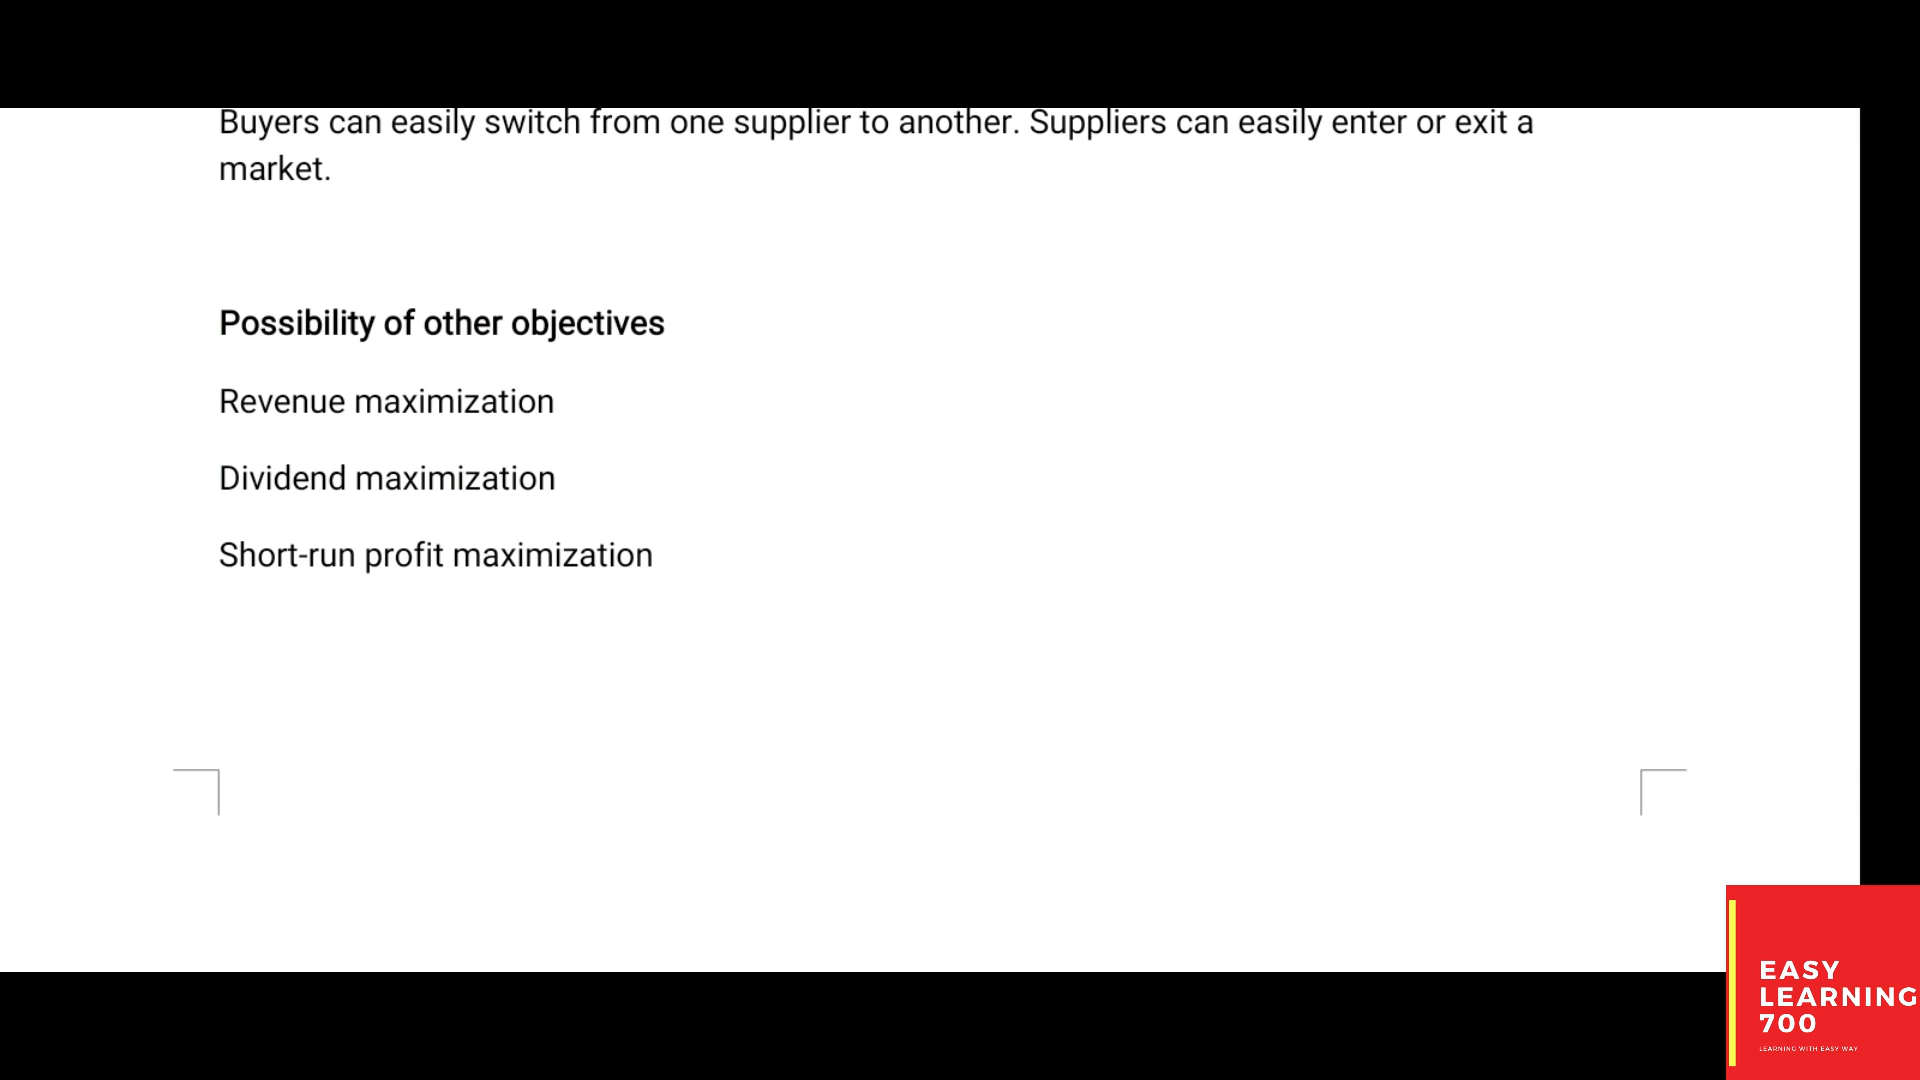 Buyers can easily switch from one supplier to another. Suppliers can easily enter or exit a
market.
Possibility of other objectives
Revenue maximization
Dividend maximization
Short-run profit maximization
EASY
LEARNING
700
LEARNING WITH EASY WAY